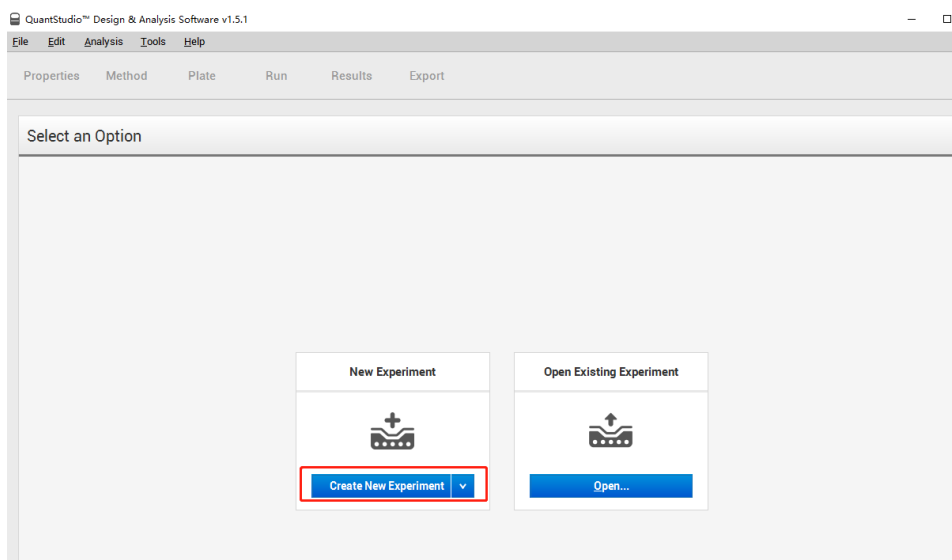 QuantStudio™ Design & Analysis Software v1.5.1
File Edit Analysis Tools Help
Properties Method Plate Run Results Export
Select an Option
New Experiment Open Existing Experiment
Create New Experiment Open...